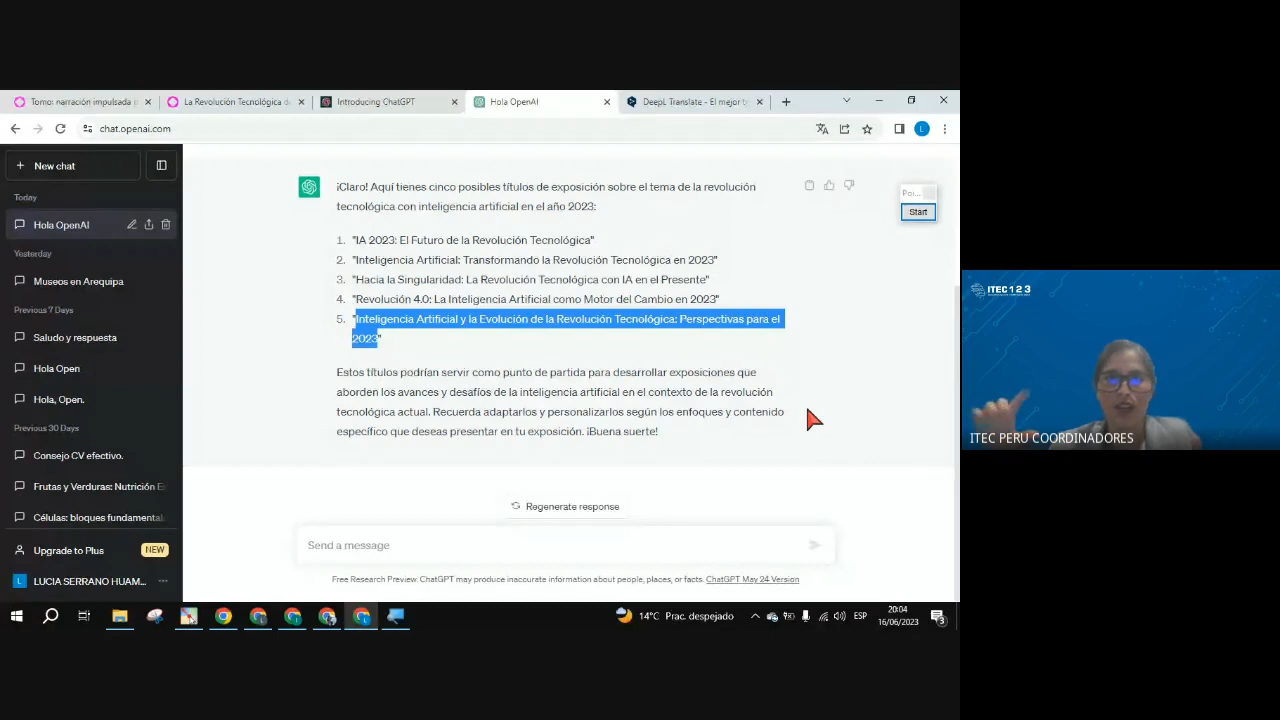 Tomo: narración impulsada
La Revolución Tecnológica d
Introducing ChatGPT
Hola OpenAI
DeepL Translate - El mejor
chat.openai.com
New chat
Today
Hola OpenAI
Yesterday
Museos en Arequipa
Previous 7 Days
Saludo y respuesta
Hola Open
Hola, Open.
Previous 30 Days
Consejo CV efectivo.
Frutas y Verduras: Nutrición E
Células: bloques fundamental
Upgrade to Plus NEW
L LUCIA SERRANO HUAM...
¡Claro! Aquí tienes cinco posibles títulos de exposición sobre el tema de la revolución
tecnológica con inteligencia artificial en el año 2023:
1. "IA 2023: El Futuro de la Revolución Tecnológica"
2. "Inteligencia Artificial: Transformando la Revolución Tecnológica en 2023"
3. "Hacia la Singularidad: La Revolución Tecnológica con IA en el Presente"
4. "Revolución 4.0: La Inteligencia Artificial como Motor del Cambio en 2023"
5. "Inteligencia Artificial y la Evolución de la Revolución Tecnológica: Perspectivas para el
2023"
Estos títulos podrían servir como punto de partida para desarrollar exposiciones que
aborden los avances y desafíos de la inteligencia artificial en el contexto de la revolución
tecnológica actual. Recuerda adaptarlos y personalizarlos según los enfoques y contenido
específico que deseas presentar en tu exposición. ¡Buena suerte!
Poi...
Start
Regenerate response
Send a message
Free Research Preview. ChatGPT may produce inaccurate information about people, places, or facts. ChatGPT May 24 Version
14°C Prac. despejado
ESP
20:04
16/06/2023
3
ITEC 1 2 3
ITEC PERU COORDINADORES